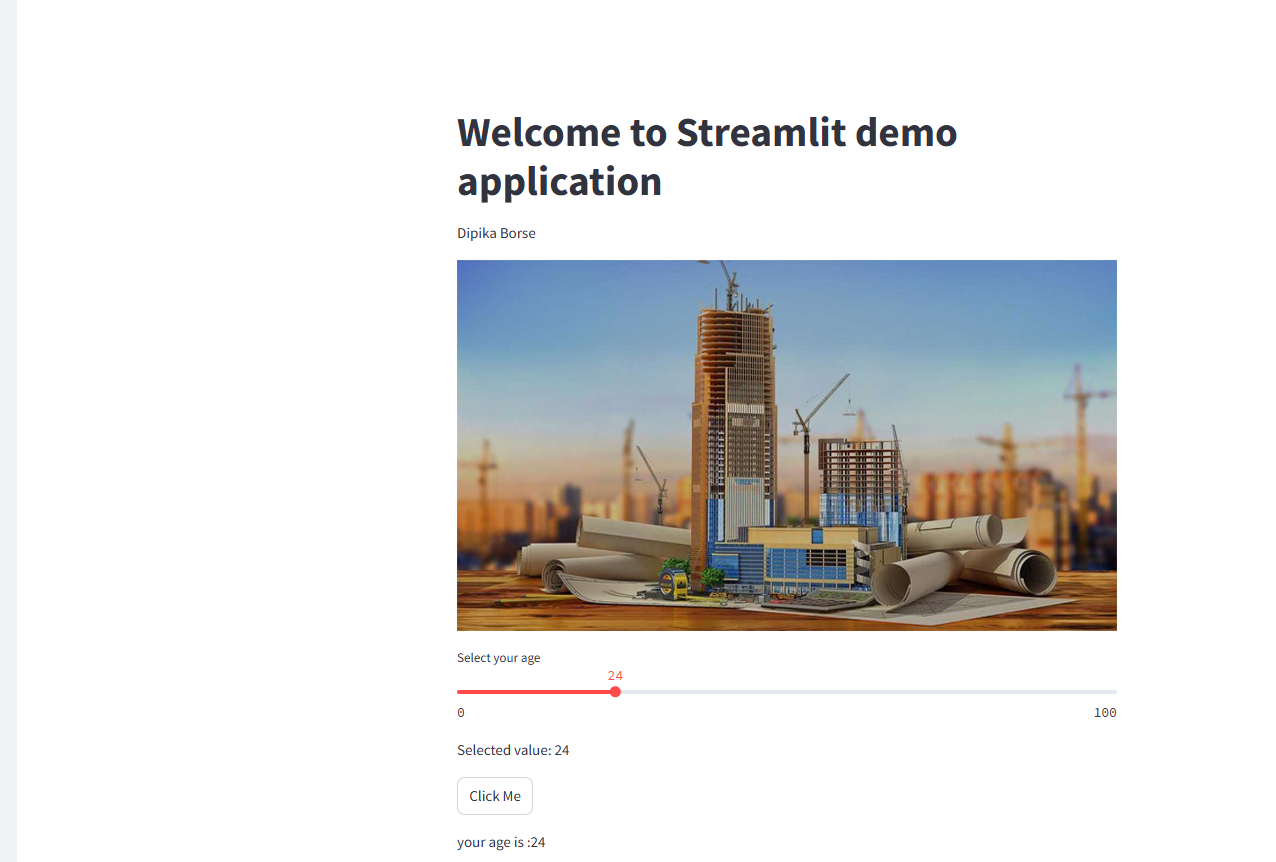 Welcome to Streamlit demo
application
Dipika Borse
Select your age
24
0
100
Selected value: 24
Click Me
your age is :24